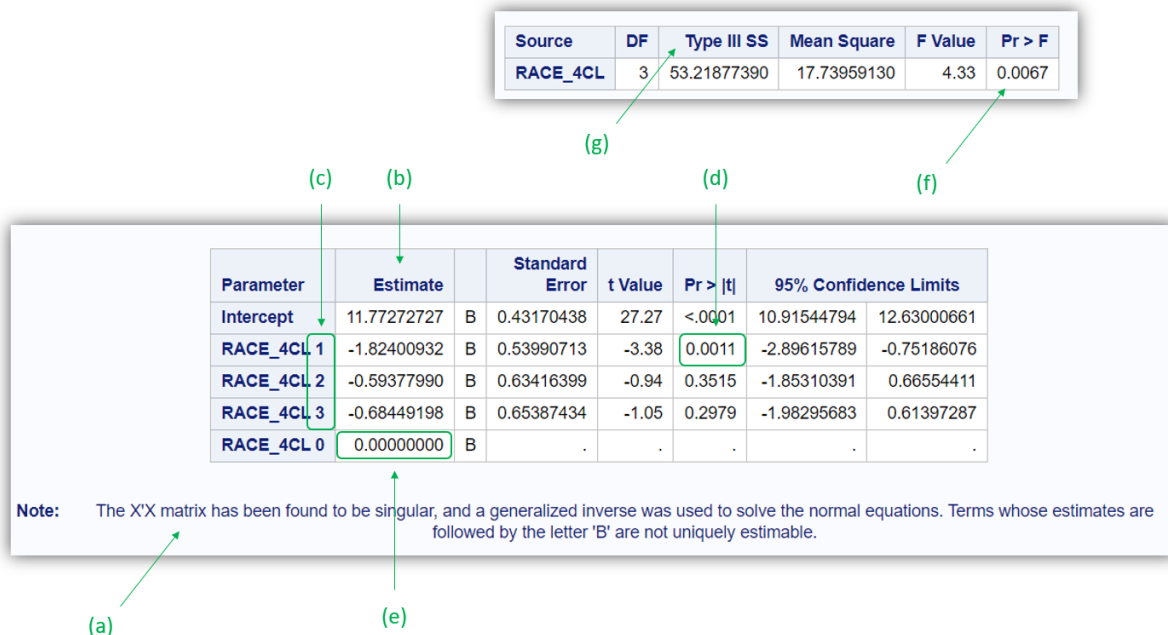 Source DF Type III SS Mean Square F Value Pr > F
RACE_4CL 3 53.21877390 17.73959130 4.33 0.0067
(g)
(c) (b) (d) (f)
Parameter Estimate Standard Error t Value Pr > |t| 95% Confidence Limits
Intercept 11.77272727 B 0.43170438 27.27 <.0001 10.91544794 12.63000661
RACE_4CL 1 -1.82400932 B 0.53990713 -3.38 0.0011 -2.89615789 -0.75186076
RACE_4CL 2 -0.59377990 B 0.63416399 -0.94 0.3515 -1.85310391 0.66554411
RACE_4CL 3 -0.68449198 B 0.65387434 -1.05 0.2979 -1.98295683 0.61397287
RACE_4CL 0 0.00000000 B . . . . .
Note: The X'X matrix has been found to be singular, and a generalized inverse was used to solve the normal equations. Terms whose estimates are
followed by the letter 'B' are not uniquely estimable.
(a) (e)